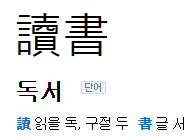 讀書
독서 단어
讀 읽을 독, 구절 두 書 글 서